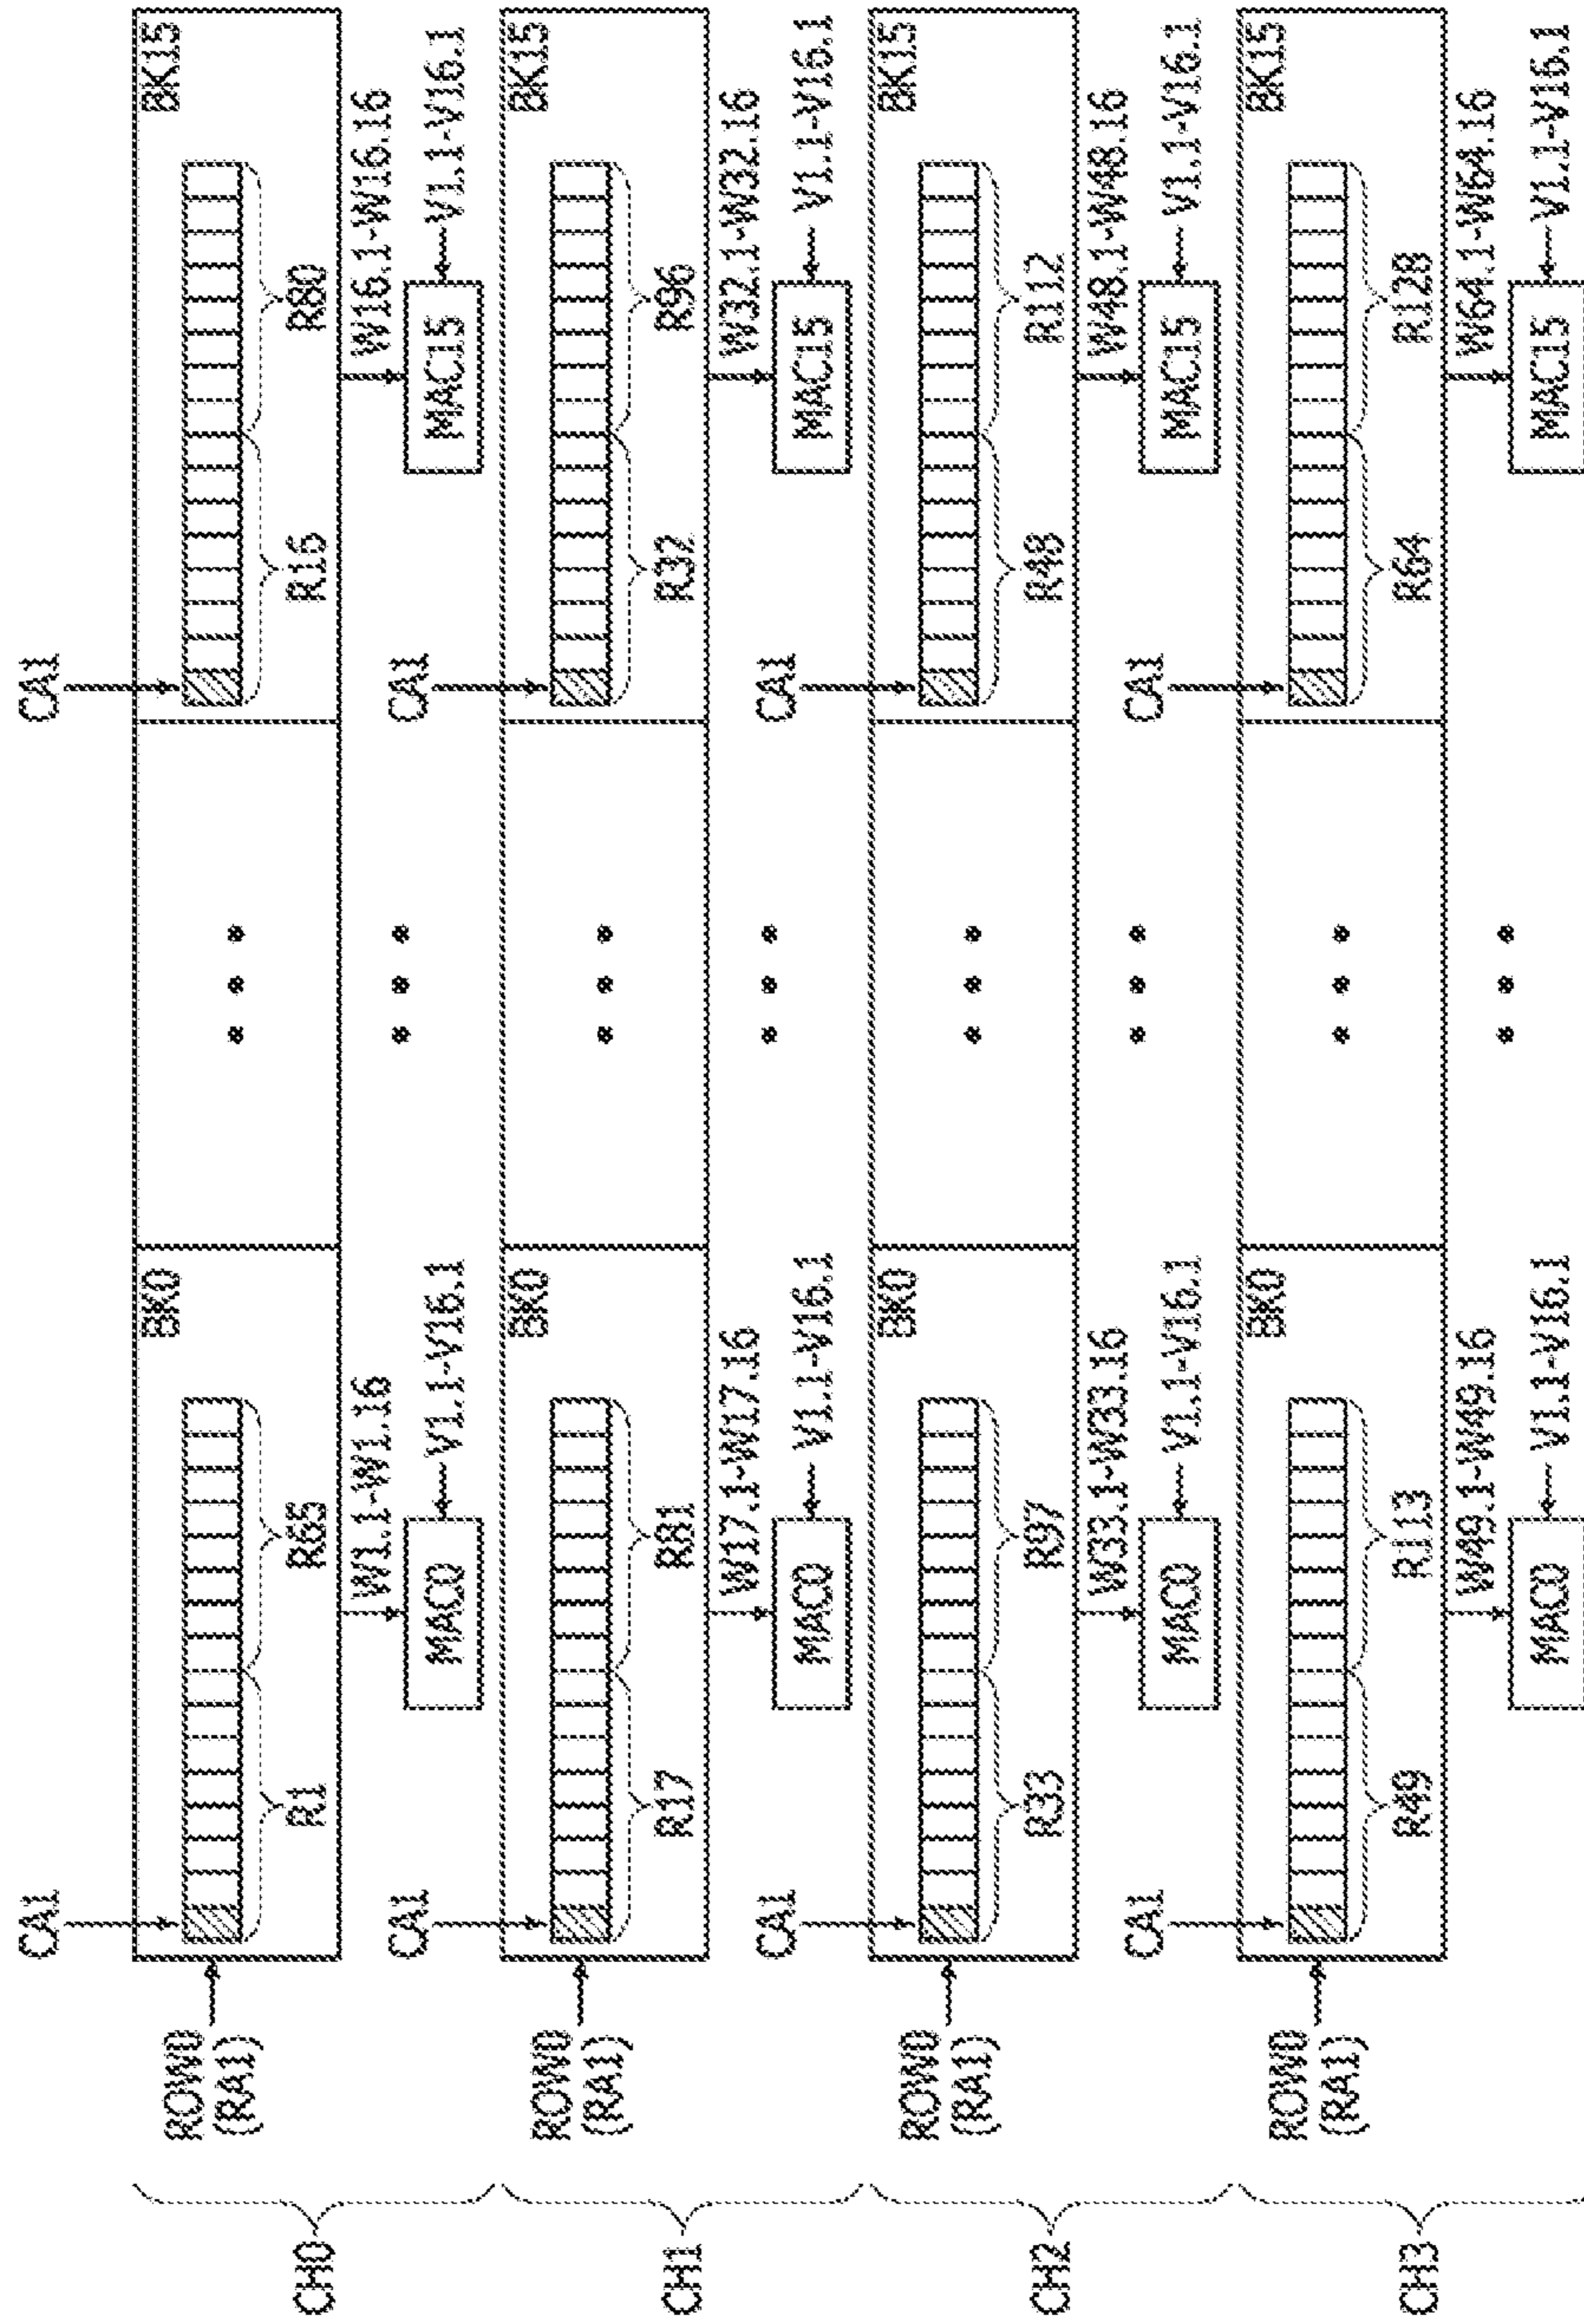 CA1
CA1
BK0
BK15
ROW0
(RA1)
R1
R65
R16
R80
CH0
W1.1-W1.16
W16.1-W16.16
MAC0
V1.1-V16.1
MAC15
V1.1-V16.1
CA1
CA1
BK0
BK15
ROW0
(RA1)
R17
R81
R32
R96
CH1
W17.1-W17.16
W32.1-W32.16
MAC0
V1.1-V16.1
MAC15
V1.1-V16.1
CA1
CA1
BK0
BK15
ROW0
(RA1)
R33
R97
R48
R112
CH2
W33.1-W33.16
W48.1-W48.16
MAC0
V1.1-V16.1
MAC15
V1.1-V16.1
CA1
CA1
BK0
BK15
ROW0
(RA1)
R49
R113
R64
R128
CH3
W49.1-W49.16
W64.1-W64.16
MAC0
V1.1-V16.1
MAC15
V1.1-V16.1